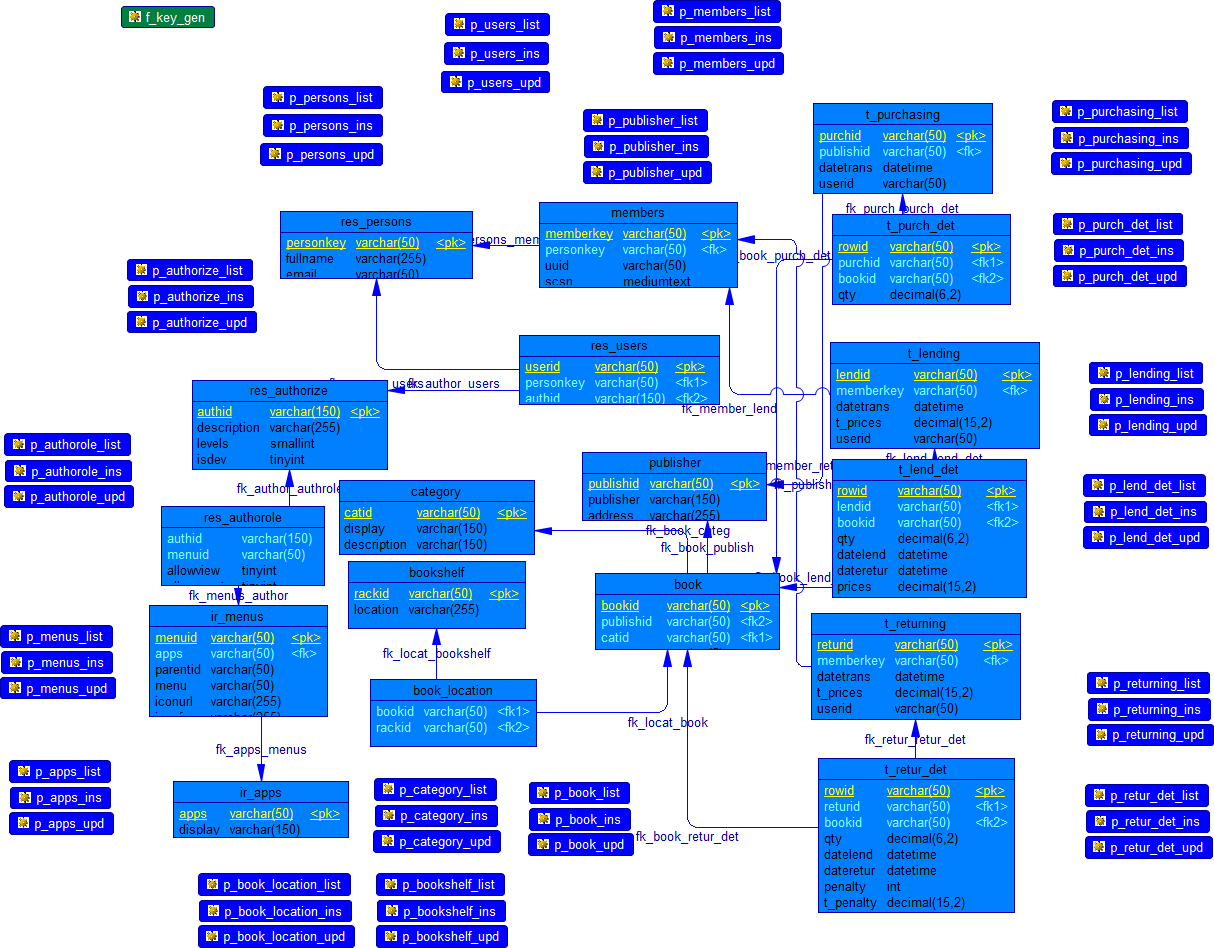 f_key_gen
p_users_list
p_users_ins
p_users_upd
p_members_list
p_members_ins
p_members_upd
p_persons_list
p_persons_ins
p_persons_upd
p_publisher_list
p_publisher_ins
p_publisher_upd
t_purchasing
purchid varchar(50) <pk>
publishid varchar(50) <fk>
datetrans datetime
userid varchar(50)
p_purchasing_list
p_purchasing_ins
p_purchasing_upd
fk_purch_purch_det
res_persons
personkey varchar(50) <pk>
fullname varchar(255)
email varchar(50)
members
memberkey varchar(50) <pk>
personkey varchar(50) <fk>
uuid varchar(50)
scsn mediumtext
t_purch_det
rowid varchar(50) <pk>
purchid varchar(50) <fk1>
bookid varchar(50) <fk2>
qty decimal(6,2)
p_purch_det_list
p_purch_det_ins
p_purch_det_upd
_book_purch_det
p_authorize_list
p_authorize_ins
p_authorize_upd
res_users
userid varchar(50) <pk>
personkey varchar(50) <fk1>
authid varchar(150) <fk2>
author_users
fk_member_lend
t_lending
lendid varchar(50) <pk>
memberkey varchar(50) <fk>
datetrans datetime
t_prices decimal(15,2)
userid varchar(50)
p_lending_list
p_lending_ins
p_lending_upd
fk_lend_lend_det
res_authorize
authid varchar(150) <pk>
description varchar(255)
levels smallint
isdev tinyint
p_authorole_list
p_authorole_ins
p_authorole_upd
fk_author_authrole
publisher
publishid varchar(50) <pk>
publisher varchar(150)
address varchar(255)
member_ret
t_lend_det
rowid varchar(50) <pk>
lendid varchar(50) <fk1>
bookid varchar(50) <fk2>
qty decimal(6,2)
datelend datetime
dateretur datetime
prices decimal(15,2)
p_lend_det_list
p_lend_det_ins
p_lend_det_upd
category
catid varchar(50) <pk>
display varchar(150)
description varchar(150)
fk_book_categ
fk_book_publish
res_authorole
authid varchar(150)
menuid varchar(50)
allowview tinyint
fk_menus_author
bookshelf
rackid varchar(50) <pk>
location varchar(255)
book
bookid varchar(50) <pk>
publishid varchar(50) <fk2>
catid varchar(50) <fk1>
ir_menus
menuid varchar(50) <pk>
apps varchar(50) <fk>
parentid varchar(50)
menu varchar(50)
iconurl varchar(255)
p_menus_list
p_menus_ins
p_menus_upd
fk_locat_bookshelf
t_returning
returid varchar(50) <pk>
memberkey varchar(50) <fk>
datetrans datetime
t_prices decimal(15,2)
userid varchar(50)
p_returning_list
p_returning_ins
p_returning_upd
book_location
bookid varchar(50) <fk1>
rackid varchar(50) <fk2>
fk_locat_book
fk_retur_retur_det
fk_apps_menus
p_apps_list
p_apps_ins
p_apps_upd
ir_apps
apps varchar(50) <pk>
display varchar(150)
p_category_list
p_category_ins
p_category_upd
p_book_list
p_book_ins
p_book_upd
fk_book_retur_det
t_retur_det
rowid varchar(50) <pk>
returid varchar(50) <fk1>
bookid varchar(50) <fk2>
qty decimal(6,2)
datelend datetime
dateretur datetime
penalty int
t_penalty decimal(15,2)
p_retur_det_list
p_retur_det_ins
p_retur_det_upd
p_book_location_list
p_book_location_ins
p_book_location_upd
p_bookshelf_list
p_bookshelf_ins
p_bookshelf_upd